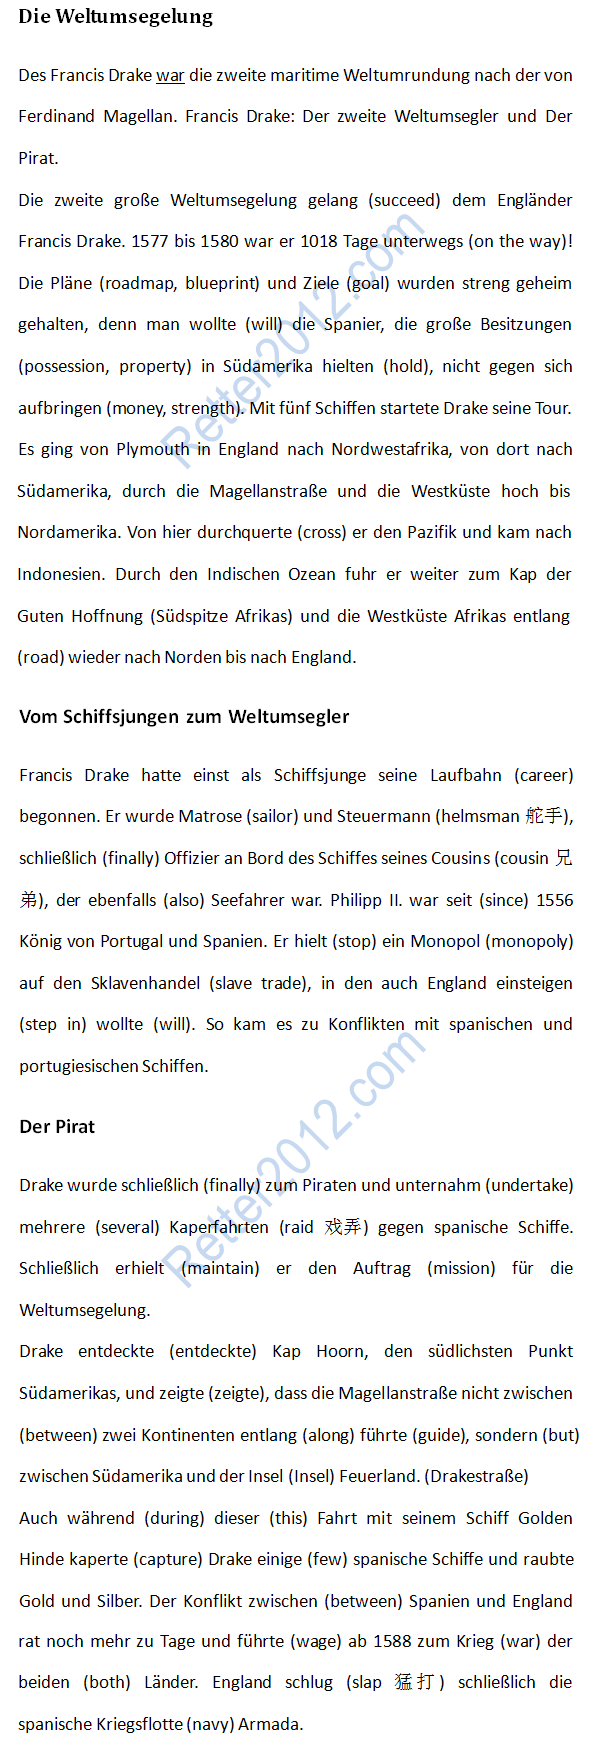 Die Weltumsegelung
Des Francis Drake war die zweite maritime Weltumrundung nach der von
Ferdinand Magellan. Francis Drake: Der zweite Weltumsegler und Der
Pirat.
Die zweite große Weltumsegelung gelang (succeed) dem Engländer
Francis Drake. 1577 bis 1580 war er 1018 Tage unterwegs (on the way)!
Die Pläne (roadmap, blueprint) und Ziele (goal) wurden streng geheim
gehalten, denn man wollte (will) die Spanier, die große Besitzungen
(possession, property) in Südamerika hielten (hold), nicht gegen sich
aufbringen (money, strength). Mit fünf Schiffen startete Drake seine Tour.
Es ging von Plymouth in England nach Nordwestafrika, von dort nach
Südamerika, durch die Magellanstraße und die Westküste hoch bis
Nordamerika. Von hier durchquerte (cross) er den Pazifik und kam nach
Indonesien. Durch den Indischen Ozean fuhr er weiter zum Kap der
Guten Hoffnung (Südspitze Afrikas) und die Westküste Afrikas entlang
(road) wieder nach Norden bis nach England.
Retter2012.com
Vom Schiffsjungen zum Weltumsegler
Francis Drake hatte einst als Schiffsjunge seine Laufbahn (career)
begonnen. Er wurde Matrose (sailor) und Steuermann (helmsman 舵手),
schließlich (finally) Offizier an Bord des Schiffes seines Cousins (cousin 兄
弟), der ebenfalls (also) Seefahrer war. Philipp II. war seit (since) 1556
König von Portugal und Spanien. Er hielt (stop) ein Monopol (monopoly)
auf den Sklavenhandel (slave trade), in den auch England einsteigen
(step in) wollte (will). So kam es zu Konflikten mit spanischen und
portugiesischen Schiffen.
Der Pirat
Drake wurde schließlich (finally) zum Piraten und unternahm (undertake)
mehrere (several) Kaperfahrten (raid 戏弄) gegen spanische Schiffe.
Schließlich erhielt (maintain) er den Auftrag (mission) für die
Weltumsegelung.
Retter2012.com
Drake entdeckte (entdeckte) Kap Hoorn, den südlichsten Punkt
Südamerikas, und zeigte (zeigte), dass die Magellanstraße nicht zwischen
(between) zwei Kontinenten entlang (along) führte (guide), sondern (but)
zwischen Südamerika und der Insel (Insel) Feuerland. (Drakestraße)
Auch während (during) dieser (this) Fahrt mit seinem Schiff Golden
Hinde kaperte (capture) Drake einige (few) spanische Schiffe und raubte
Gold und Silber. Der Konflikt zwischen (between) Spanien und England
rat noch mehr zu Tage und führte (wage) ab 1588 zum Krieg (war) der
beiden (both) Länder. England schlug (slap 猛打) schließlich die
spanische Kriegsflotte (navy) Armada.